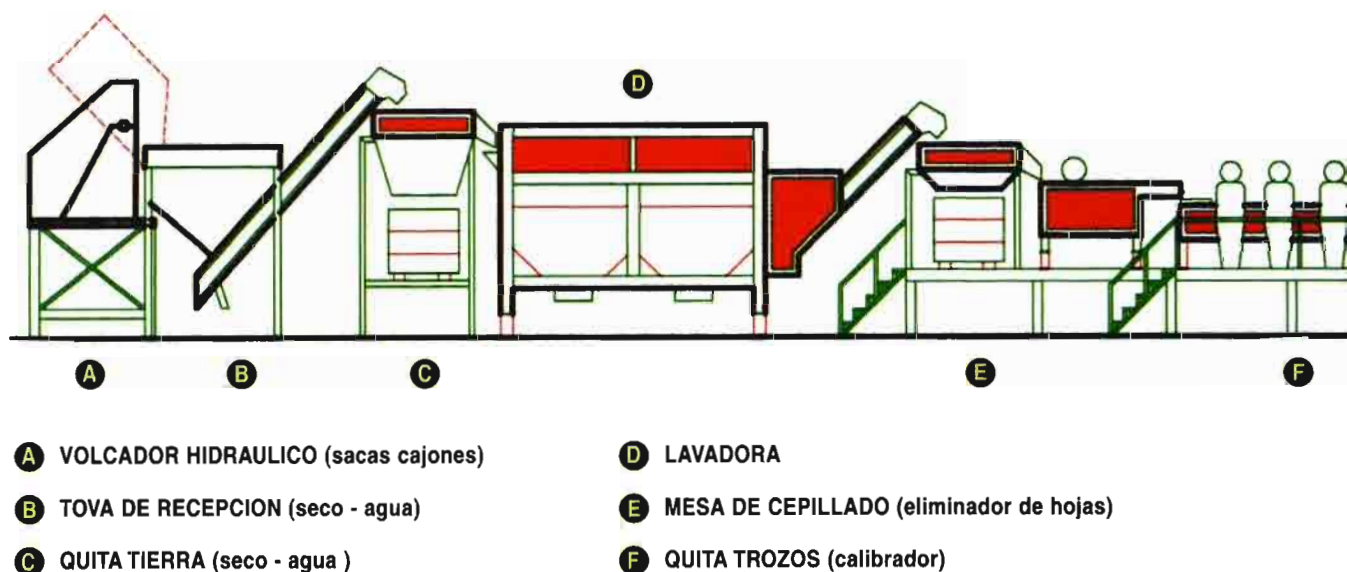 D
A
B
C
E
F
A VOLCADOR HIDRAULICO (sacas cajones)
B TOVA DE RECEPCION (seco - agua)
C QUITA TIERRA (seco - agua )
D LAVADORA
E MESA DE CEPILLADO (eliminador de hojas)
F QUITA TROZOS (calibrador)